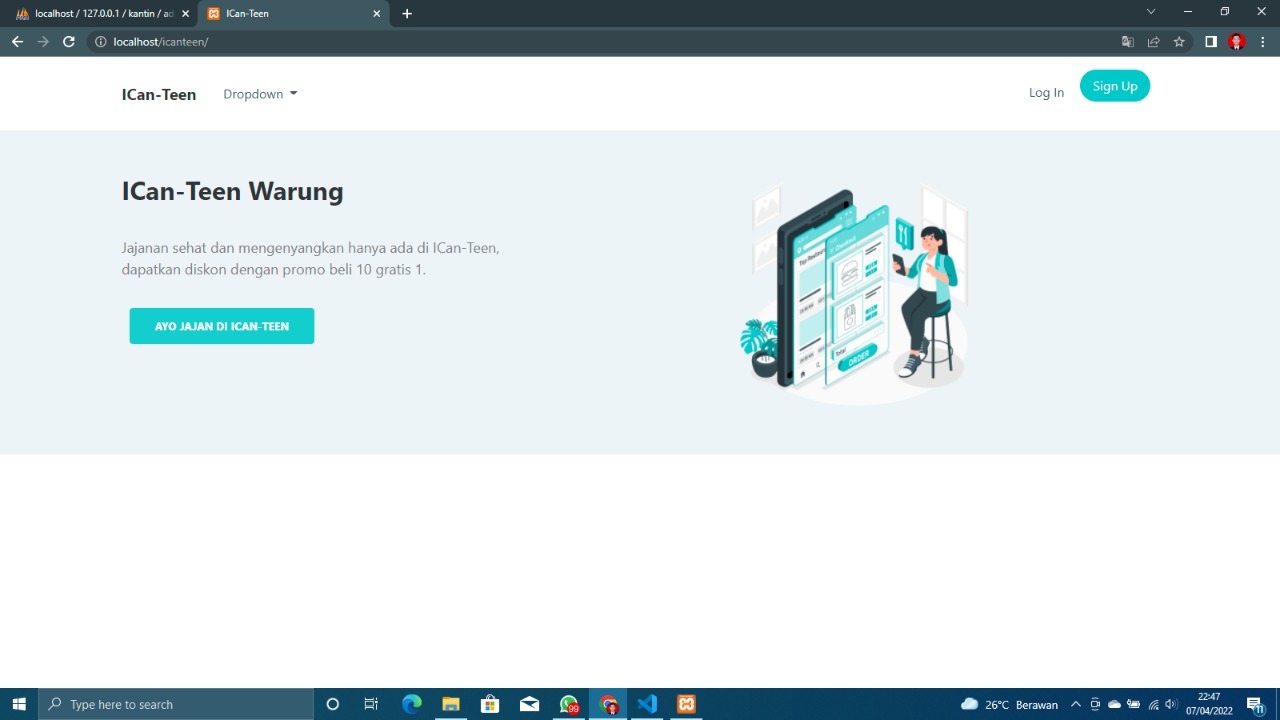 localhost / 127.0.0.1 / kantin / ad
ICan-Teen
localhost/icanteen/
ICan-Teen
Dropdown
Log In
Sign Up
ICan-Teen Warung
Jajanan sehat dan mengenyangkan hanya ada di ICan-Teen,
dapatkan diskon dengan promo beli 10 gratis 1.
AYO JAJAN DI ICAN-TEEN
Checkout
Top
Total
ORDER
Type here to search
99
26°C Berawan
22:47
07/04/2022
11